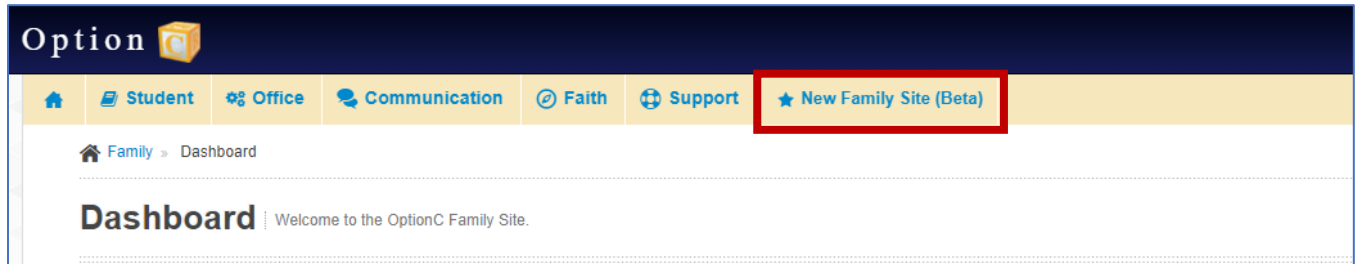 Option C
Student Office Communication Faith Support New Family Site (Beta)
Family » Dashboard
Dashboard Welcome to the OptionC Family Site.